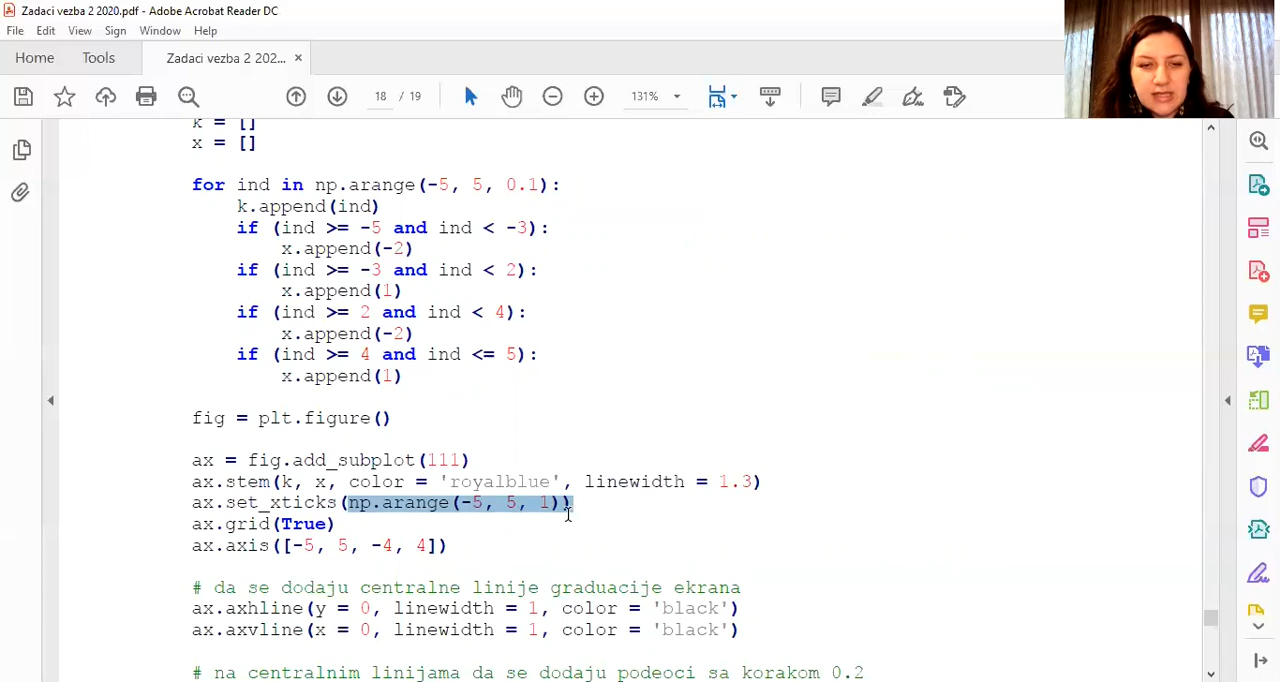 Zadaci vezba 2 2020.pdf - Adobe Acrobat Reader DC
File Edit View Sign Window Help
Home Tools Zadaci vezba 2 202... ×
18 / 19 131%
k = []
x = []
for ind in np.arange(-5, 5, 0.1):
    k.append(ind)
    if (ind >= -5 and ind < -3):
        x.append(-2)
    if (ind >= -3 and ind < 2):
        x.append(1)
    if (ind >= 2 and ind < 4):
        x.append(-2)
    if (ind >= 4 and ind <= 5):
        x.append(1)
fig = plt.figure()
ax = fig.add_subplot(111)
ax.stem(k, x, color = 'royalblue', linewidth = 1.3)
ax.set_xticks(np.arange(-5, 5, 1))
ax.grid(True)
ax.axis([-5, 5, -4, 4])
# da se dodaju centralne linije graduacije ekrana
ax.axhline(y = 0, linewidth = 1, color = 'black')
ax.axvline(x = 0, linewidth = 1, color = 'black')
# na centralnim linijama da se dodaju podeoci sa korakom 0.2